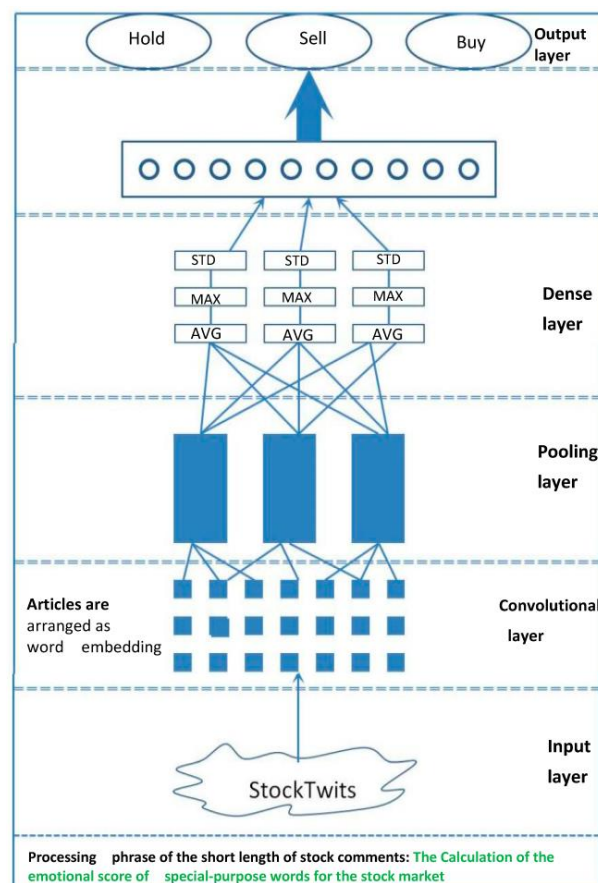 Hold Sell Buy Output
layer
STD STD STD
MAX MAX MAX
Dense
layer
AVG AVG AVG
Pooling
layer
Articles are
arranged as
word embedding
Convolutional
layer
Input
layer
StockTwits
Processing phrase of the short length of stock comments: The Calculation of the
emotional score of special-purpose words for the stock market